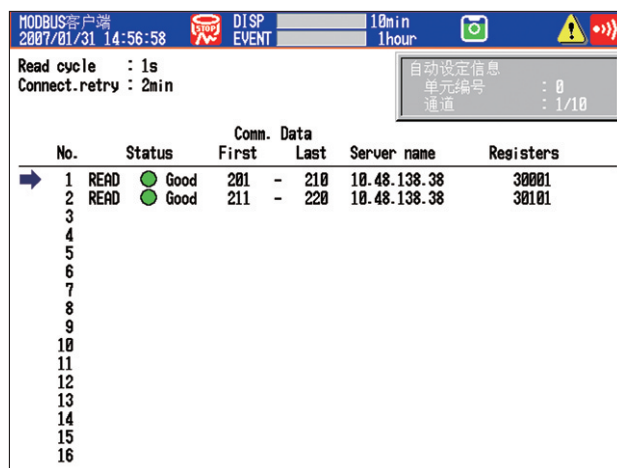 MODBUS客户端 DISP 10min
2007/01/31 14:56:58 STOP EVENT 1hour
Read cycle : 1s
Connect.retry : 2min
自动设定信息
单元编号 : 0
通道 : 1/10
Comm. Data
No. Status First Last Server name Registers
1 READ Good 201 - 210 10.48.138.38 30001
2 READ Good 211 - 220 10.48.138.38 30101
3
4
5
6
7
8
9
10
11
12
13
14
15
16